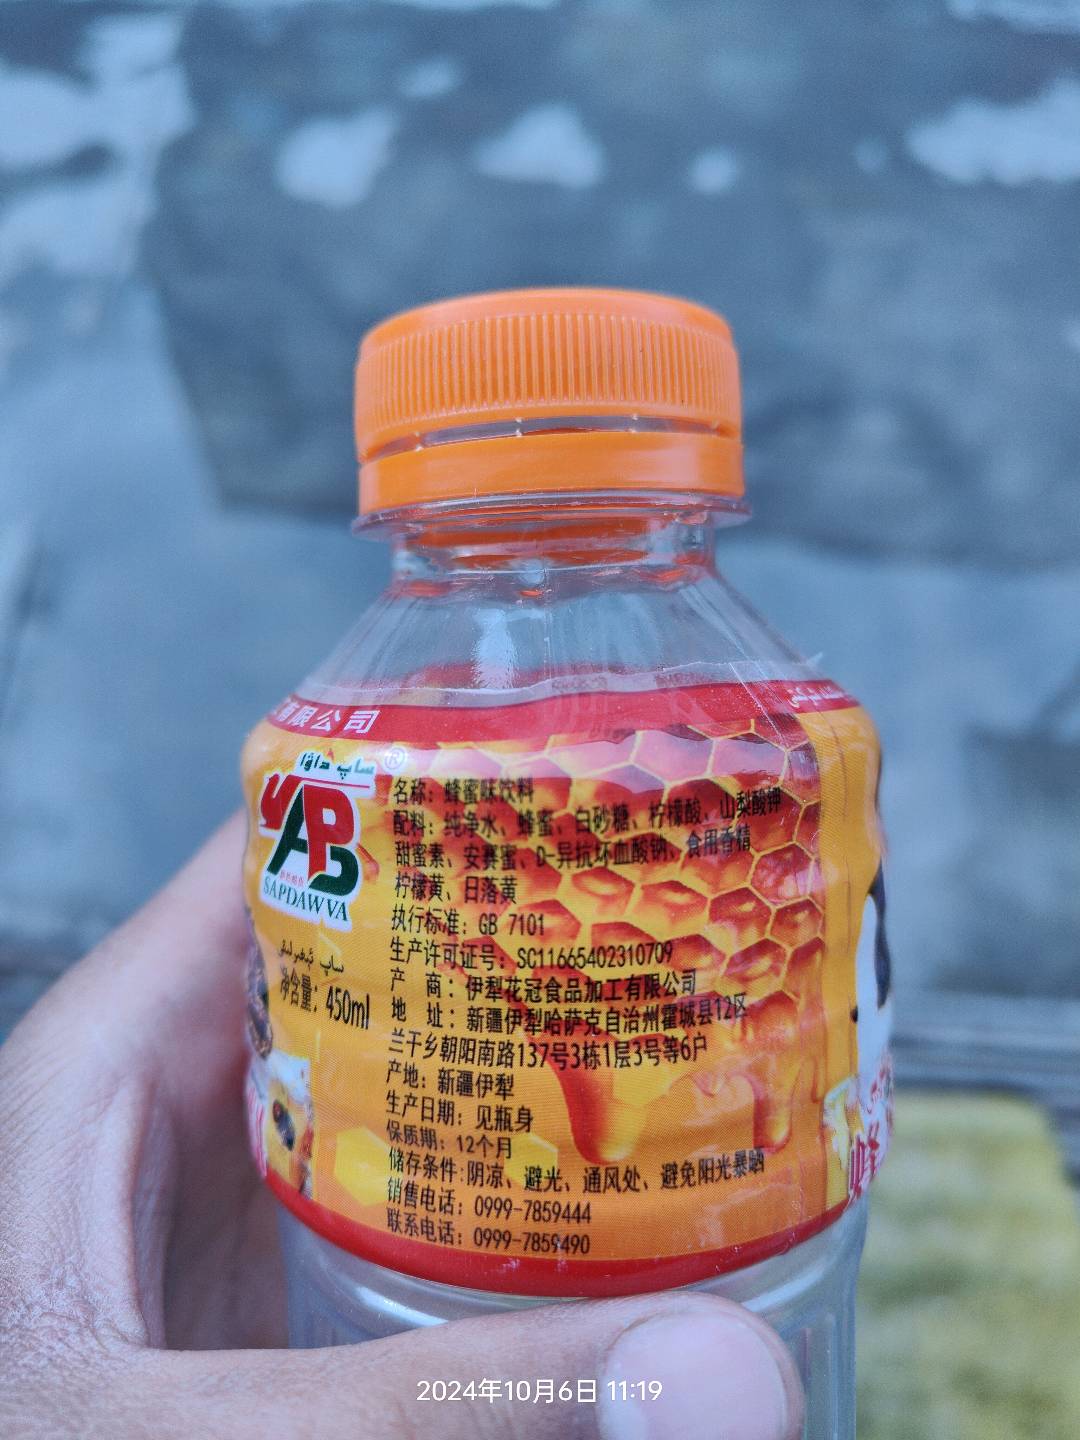 有限公司
ساپ داۋا
®
SAPDAWVA
净含量：450ml
名称：蜂蜜味饮料
配料：纯净水、蜂蜜、白砂糖、柠檬酸、山梨酸钾
甜蜜素、安赛蜜、D-异抗坏血酸钠、食用香精
柠檬黄、日落黄
执行标准：GB 7101
生产许可证号：SC11665402310709
产 商：伊犁花冠食品加工有限公司
地 址：新疆伊犁哈萨克自治州霍城县12区
兰干乡朝阳南路137号3栋1层3号等6户
产地：新疆伊犁
生产日期：见瓶身
保质期：12个月
储存条件:阴凉、避光、通风处、避免阳光暴晒
销售电话：0999-7859444
联系电话：0999-7859490
蜂
2024年10月6日 11:19